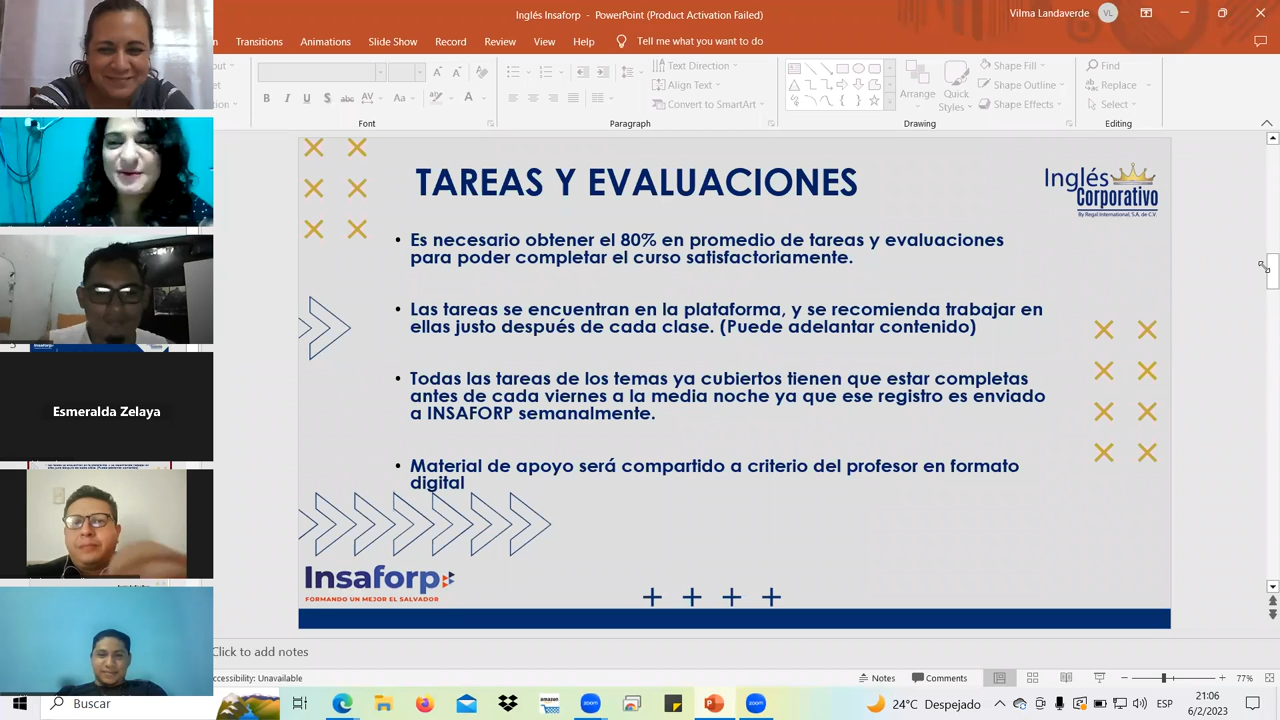 Inglés Insaforp - PowerPoint (Product Activation Failed)
Vilma Landaverde
VL
Transitions Animations Slide Show Record Review View Help Tell me what you want to do
Text Direction
Align Text
Convert to SmartArt
Arrange
Quick
Styles
Shape Fill
Shape Outline
Shape Effects
Find
Replace
Select
Font
Paragraph
Drawing
Editing
TAREAS Y EVALUACIONES
Inglés
Corporativo
By Regal International, S.A. de C.V.
• Es necesario obtener el 80% en promedio de tareas y evaluaciones
para poder completar el curso satisfactoriamente.
• Las tareas se encuentran en la plataforma, y se recomienda trabajar en
ellas justo después de cada clase. (Puede adelantar contenido)
• Todas las tareas de los temas ya cubiertos tienen que estar completas
antes de cada viernes a la media noche ya que ese registro es enviado
a INSAFORP semanalmente.
• Material de apoyo será compartido a criterio del profesor en formato
digital
Insaforp
FORMANDO UN MEJOR EL SALVADOR
Esmeralda Zelaya
Click to add notes
ccessibility: Unavailable
Notes
Comments
77%
Buscar
24°C Despejado
ESP
21:06
6/2/2023